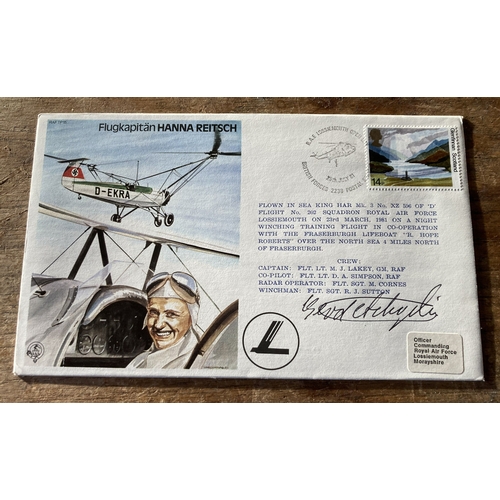 Flugkapitän HANNA REITSCH
D-EKRA
14
Glenfinnan Scotland
FLOWN IN SEA KING HAR Mk. 3 No. XZ 596 OF 'D'
FLIGHT No. 202 SQUADRON ROYAL AIR FORCE
LOSSIEMOUTH ON 23rd MARCH, 1981 ON A NIGHT
WINCHING TRAINING FLIGHT IN CO-OPERATION
WITH THE FRASERBURGH LIFEBOAT "R. HOPE
ROBERTS" OVER THE NORTH SEA 4 MILES NORTH
OF FRASERBURGH.
CREW:
CAPTAIN: FLT. LT. M. J. LAKEY, GM, RAF
CO-PILOT: FLT. LT. D. A. SIMPSON, RAF
RADAR OPERATOR: FLT. SGT. M. CORNES
WINCHMAN: FLT. SGT. R. J. SUTTON
Officer
Commanding
Royal Air Force
Lossiemouth
Morayshire